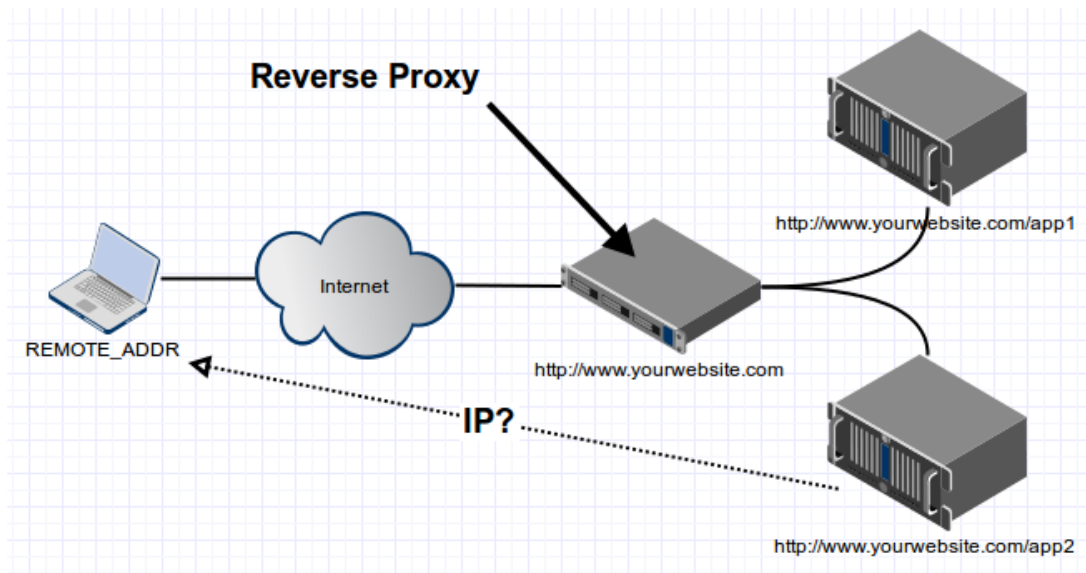 Reverse Proxy
http://www.yourwebsite.com/app1
Internet
REMOTE_ADDR
http://www.yourwebsite.com
IP?
http://www.yourwebsite.com/app2